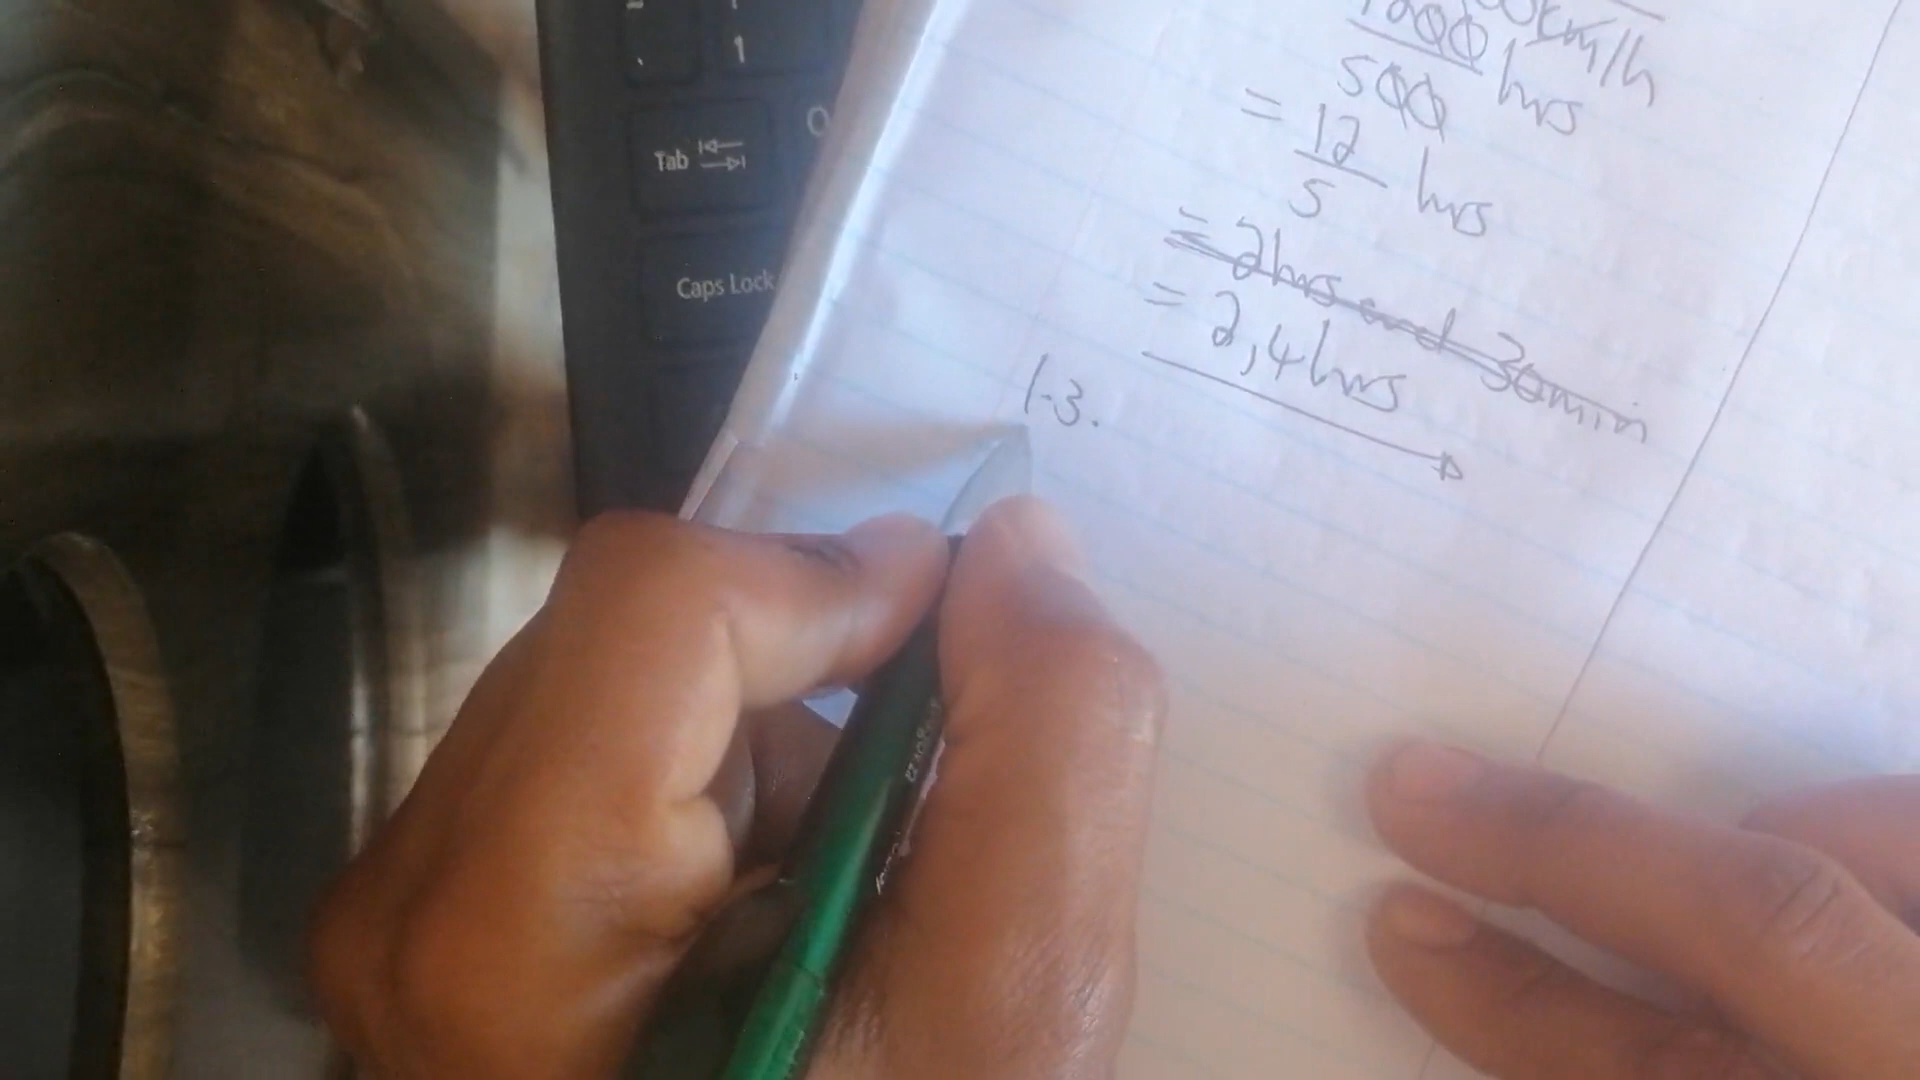 km/h
1200 hrs
500
= 12 hrs
5
= 2hrs and 30min
= 2,4hrs
1.3.
1
Tab
Caps Lock